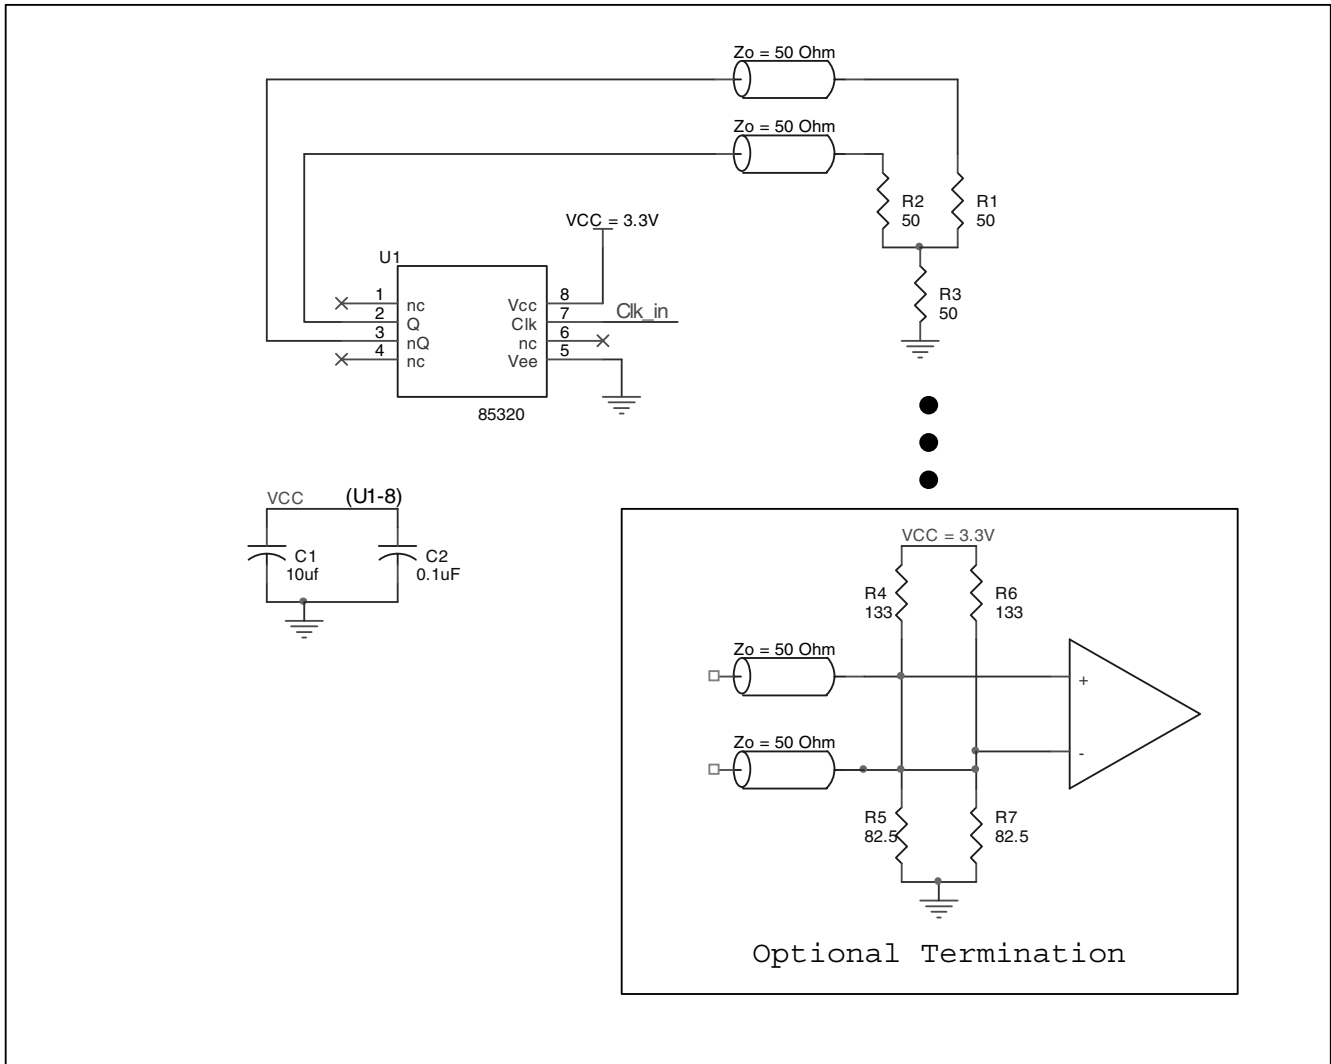 Zo = 50 Ohm
Zo = 50 Ohm
R2
50
R1
50
VCC = 3.3V
U1
1
2
3
4
nc
Q
nQ
nc
Vcc
Clk
nc
Vee
8
7
6
5
Clk_in
85320
R3
50
VCC
(U1-8)
C1
10uf
C2
0.1uF
VCC = 3.3V
R4
133
R6
133
Zo = 50 Ohm
+
Zo = 50 Ohm
-
R5
82.5
R7
82.5
Optional Termination